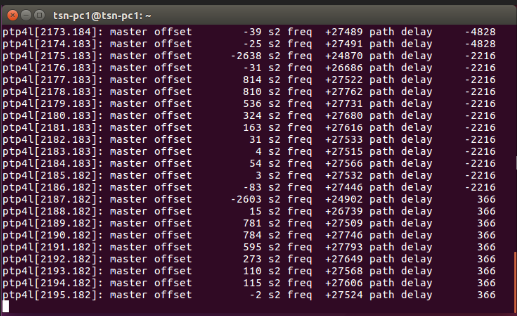 tsn-pc1@tsn-pc1: ~
ptp4l[2173.184]: master offset -39 s2 freq +27489 path delay -4828
ptp4l[2174.183]: master offset -25 s2 freq +27491 path delay -4828
ptp4l[2175.183]: master offset -2638 s2 freq +24870 path delay -2216
ptp4l[2176.183]: master offset -31 s2 freq +26686 path delay -2216
ptp4l[2177.183]: master offset 814 s2 freq +27522 path delay -2216
ptp4l[2178.183]: master offset 810 s2 freq +27762 path delay -2216
ptp4l[2179.183]: master offset 536 s2 freq +27731 path delay -2216
ptp4l[2180.183]: master offset 324 s2 freq +27680 path delay -2216
ptp4l[2181.183]: master offset 163 s2 freq +27616 path delay -2216
ptp4l[2182.183]: master offset 31 s2 freq +27533 path delay -2216
ptp4l[2183.183]: master offset 4 s2 freq +27515 path delay -2216
ptp4l[2184.183]: master offset 54 s2 freq +27566 path delay -2216
ptp4l[2185.182]: master offset 3 s2 freq +27532 path delay -2216
ptp4l[2186.182]: master offset -83 s2 freq +27446 path delay -2216
ptp4l[2187.182]: master offset -2603 s2 freq +24902 path delay 366
ptp4l[2188.182]: master offset 15 s2 freq +26739 path delay 366
ptp4l[2189.182]: master offset 781 s2 freq +27509 path delay 366
ptp4l[2190.182]: master offset 784 s2 freq +27746 path delay 366
ptp4l[2191.182]: master offset 595 s2 freq +27793 path delay 366
ptp4l[2192.182]: master offset 273 s2 freq +27649 path delay 366
ptp4l[2193.182]: master offset 110 s2 freq +27568 path delay 366
ptp4l[2194.182]: master offset 115 s2 freq +27606 path delay 366
ptp4l[2195.182]: master offset -2 s2 freq +27524 path delay 366